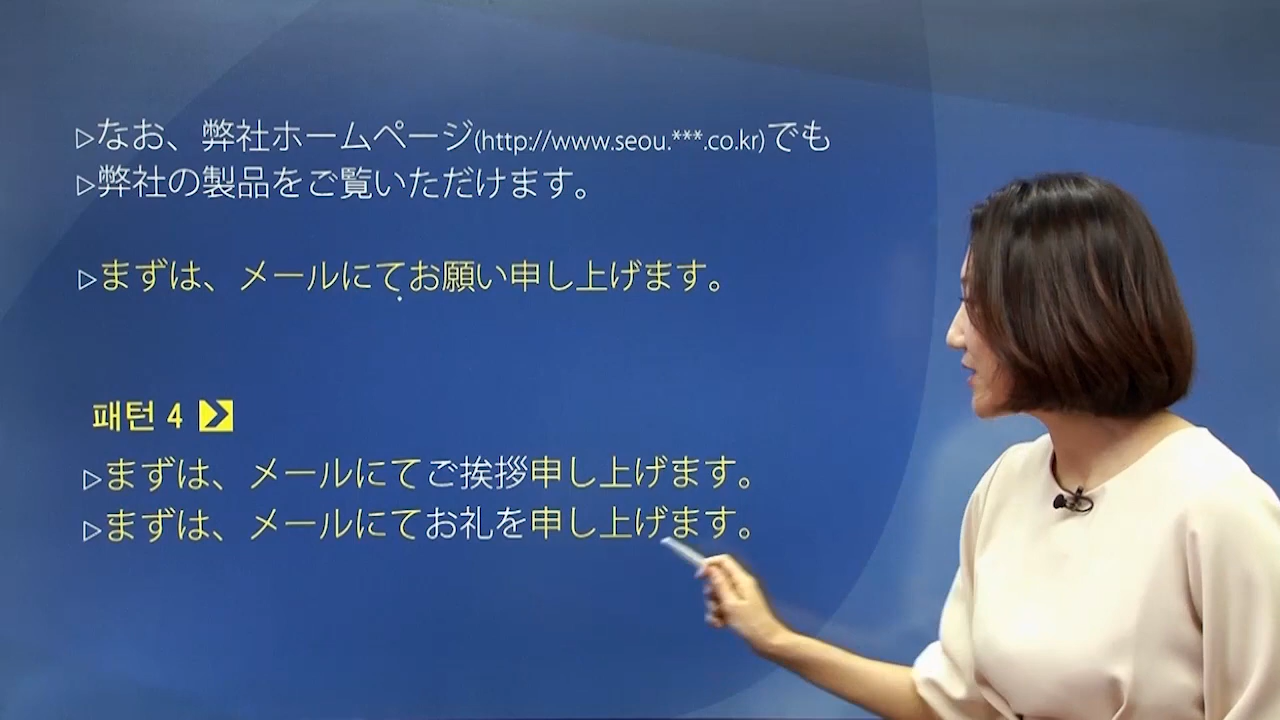 ▷なお、弊社ホームページ(http://www.seou.***.co.kr)でも
▷弊社の製品をご覧いただけます。
▷まずは、メールにてお願い申し上げます。
패턴 4
▷まずは、メールにてご挨拶申し上げます。
▷まずは、メールにてお礼を申し上げます。